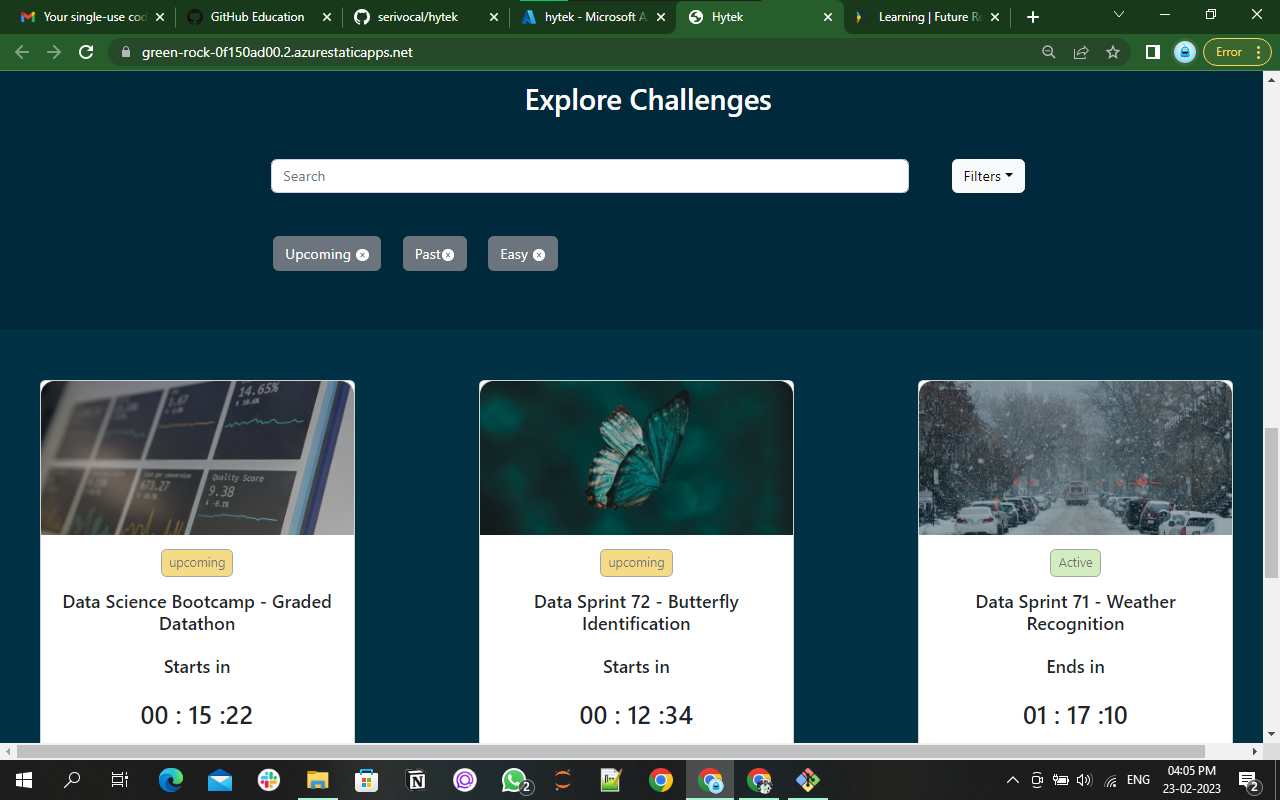 Your single-use cod
GitHub Education
serivocal/hytek
hytek - Microsoft A
Hytek
Learning | Future R
green-rock-0f150ad00.2.azurestaticapps.net
Error
Explore Challenges
Search
Filters
Upcoming
Past
Easy
14.65%
Quality Score
673.27
9.38
upcoming
upcoming
Active
Data Science Bootcamp - Graded
Datathon
Data Sprint 72 - Butterfly
Identification
Data Sprint 71 - Weather
Recognition
Starts in
Starts in
Ends in
00 : 15 :22
00 : 12 :34
01 : 17 :10
2
ENG
04:05 PM
23-02-2023
2